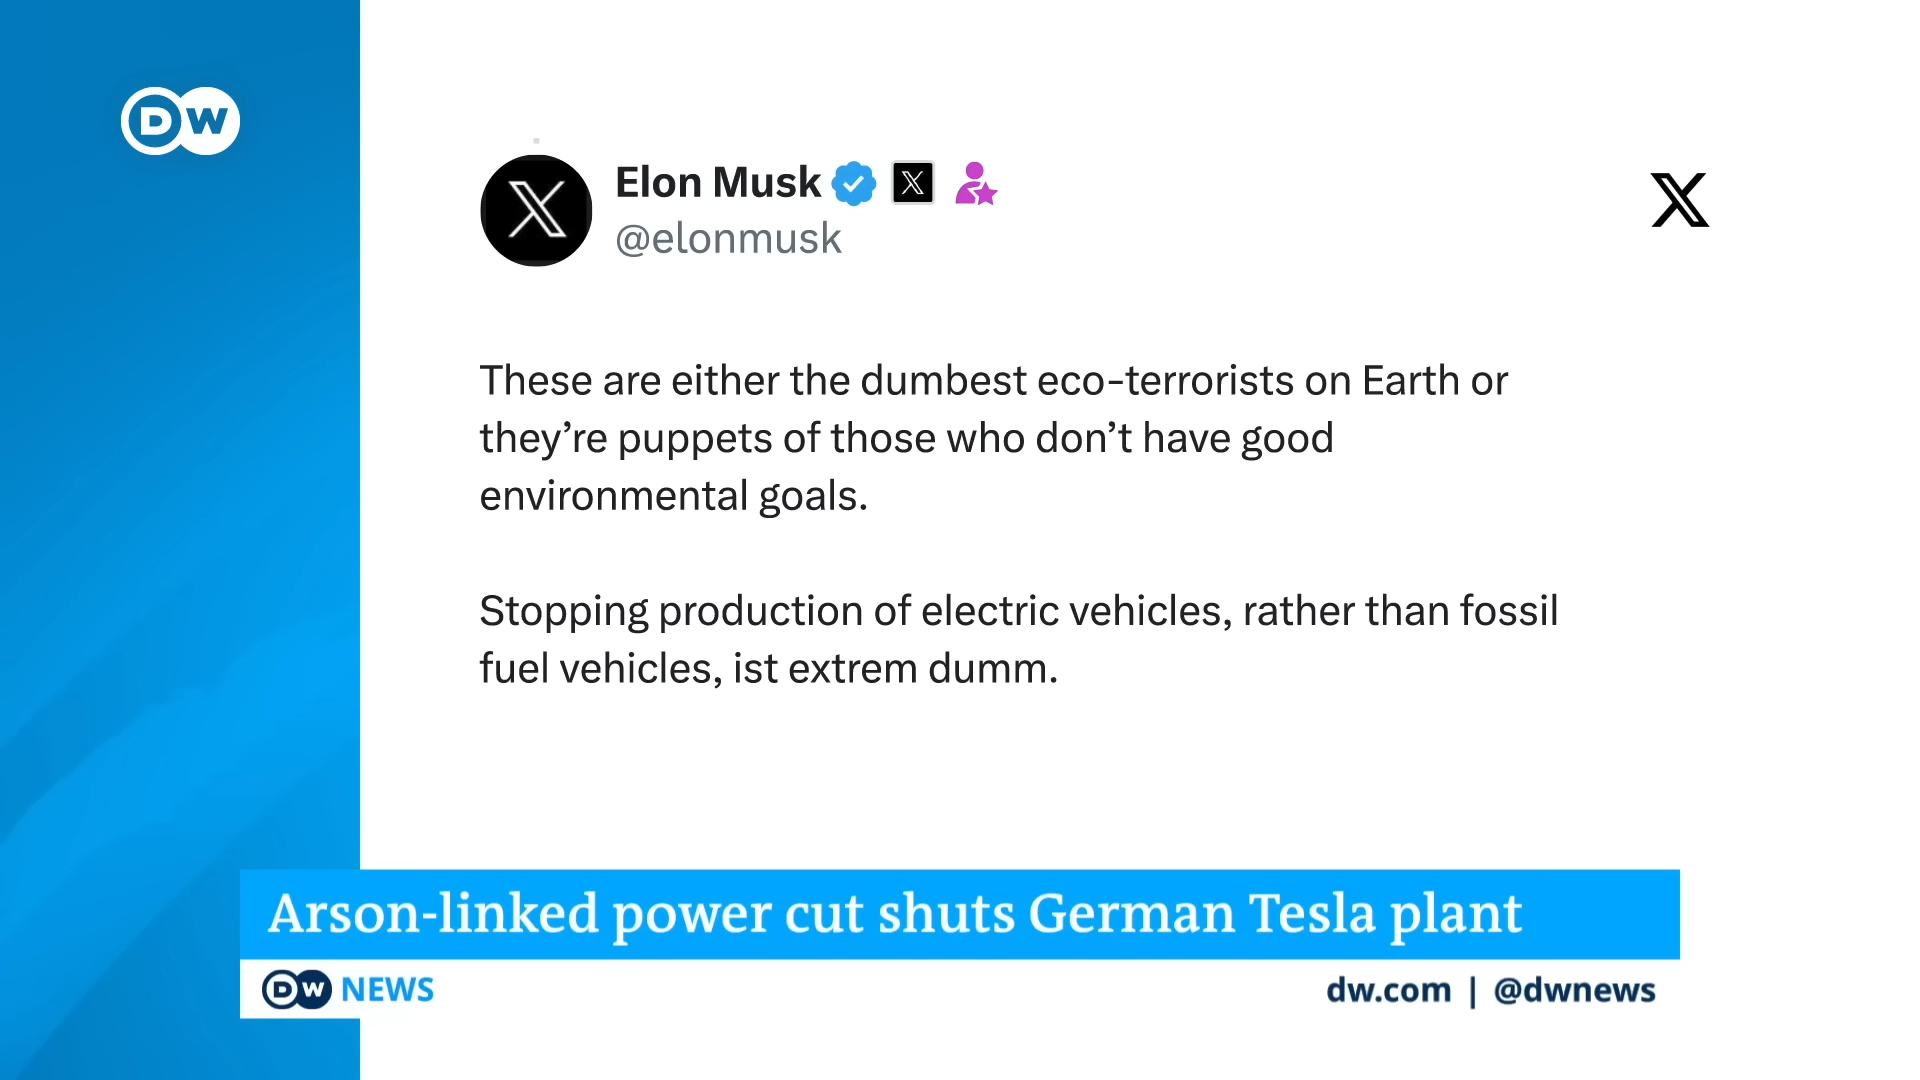 DW
Elon Musk
@elonmusk
These are either the dumbest eco-terrorists on Earth or
they’re puppets of those who don’t have good
environmental goals.
Stopping production of electric vehicles, rather than fossil
fuel vehicles, ist extrem dumm.
Arson-linked power cut shuts German Tesla plant
DW NEWS
dw.com | @dwnews